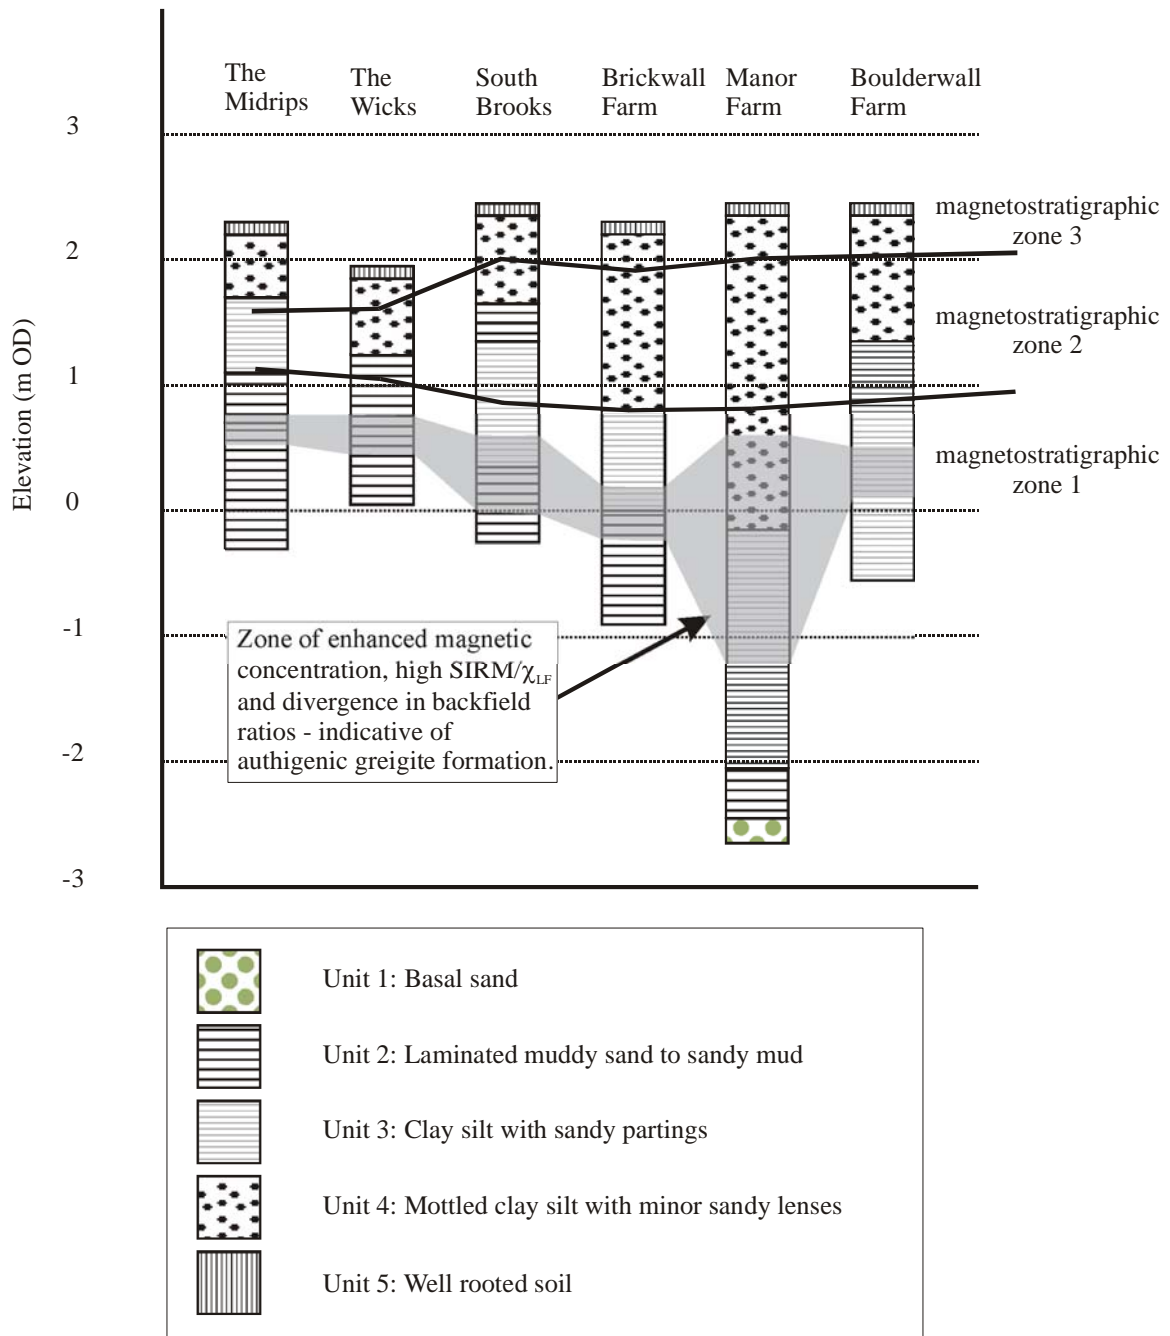 The
Midrips
The
Wicks
South
Brooks
Brickwall
Farm
Manor
Farm
Boulderwall
Farm
3
2
1
0
-1
-2
-3
Elevation (m OD)
magnetostratigraphic
zone 3
magnetostratigraphic
zone 2
magnetostratigraphic
zone 1
Zone of enhanced magnetic
concentration, high SIRM/χLF
and divergence in backfield
ratios - indicative of
authigenic greigite formation.
Unit 1: Basal sand
Unit 2: Laminated muddy sand to sandy mud
Unit 3: Clay silt with sandy partings
Unit 4: Mottled clay silt with minor sandy lenses
Unit 5: Well rooted soil